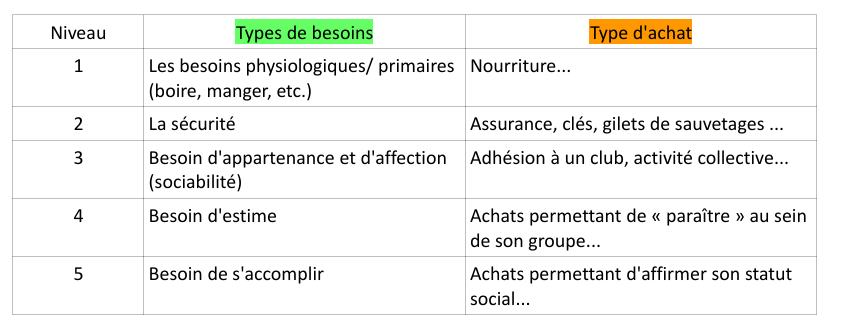 Niveau Types de besoins Type d'achat
1 Les besoins physiologiques/ primaires Nourriture...
(boire, manger, etc.)
2 La sécurité Assurance, clés, gilets de sauvetages ...
3 Besoin d'appartenance et d'affection Adhésion à un club, activité collective...
(sociabilité)
4 Besoin d'estime Achats permettant de « paraître » au sein
de son groupe...
5 Besoin de s'accomplir Achats permettant d'affirmer son statut
social...